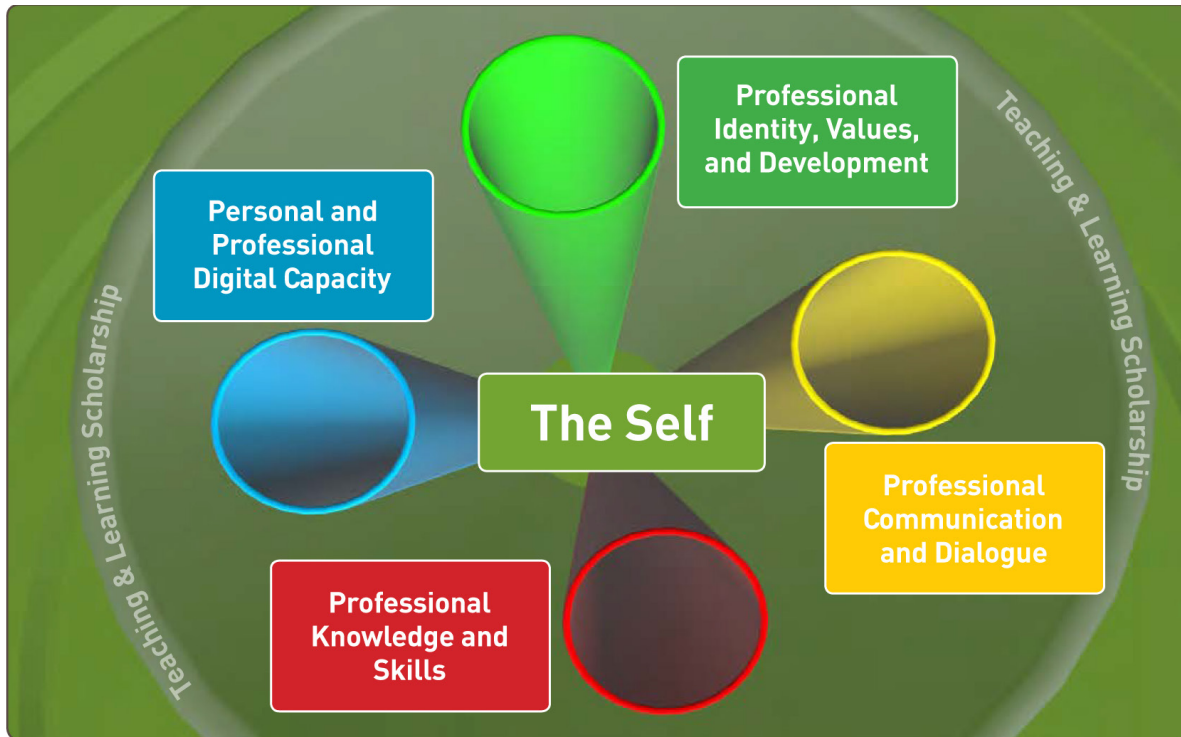 Professional
Identity, Values,
and Development
Teaching & Learning Scholarship
Personal and
Professional
Digital Capacity
Teaching & Learning Scholarship
The Self
Professional
Communication
and Dialogue
Professional
Knowledge and
Skills